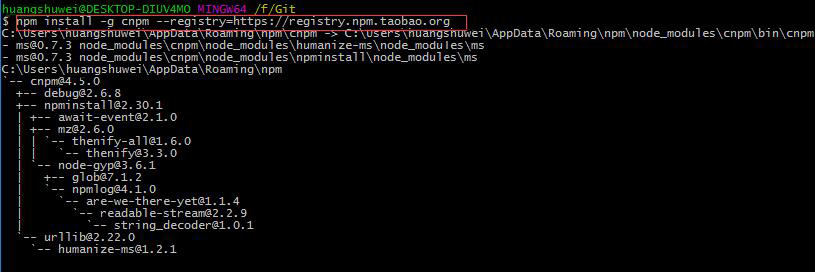 huangshuwei@DESKTOP-DIUV4MO MINGW64 /f/Git
$ npm install -g cnpm --registry=https://registry.npm.taobao.org
C:\Users\huangshuwei\AppData\Roaming\npm\cnpm -> C:\Users\huangshuwei\AppData\Roaming\npm\node_modules\cnpm\bin\cnpm
- ms@0.7.3 node_modules\cnpm\node_modules\humanize-ms\node_modules\ms
- ms@0.7.3 node_modules\cnpm\node_modules\npminstall\node_modules\ms
C:\Users\huangshuwei\AppData\Roaming\npm
`-- cnpm@4.5.0
  +-- debug@2.6.8
  +-- npminstall@2.30.1
  | +-- await-event@2.1.0
  | +-- mz@2.6.0
  | | `-- thenify-all@1.6.0
  | |   `-- thenify@3.3.0
  | `-- node-gyp@3.6.1
  |   +-- glob@7.1.2
  |   `-- npmlog@4.1.0
  |     `-- are-we-there-yet@1.1.4
  |       `-- readable-stream@2.2.9
  |         `-- string_decoder@1.0.1
  `-- urllib@2.22.0
    `-- humanize-ms@1.2.1